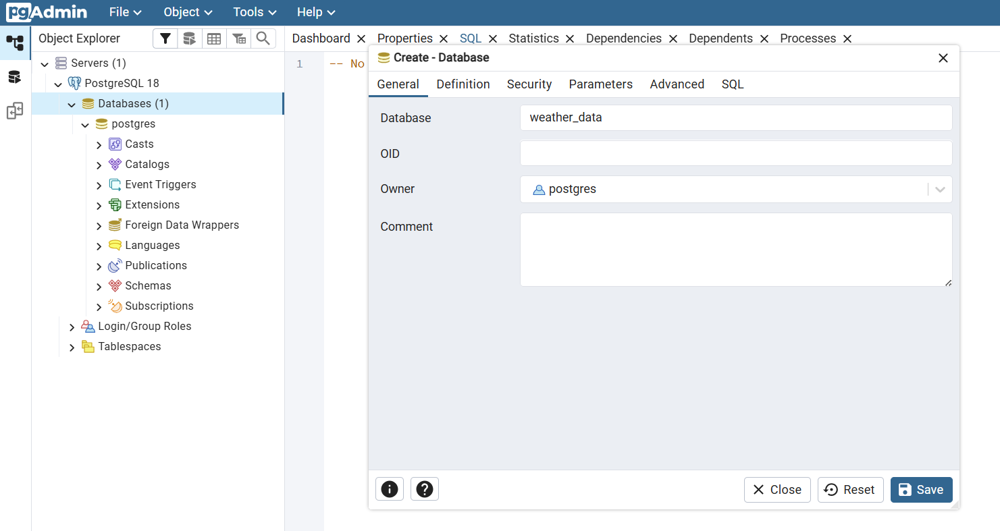 pgAdmin File Object Tools Help
Object Explorer
Dashboard Properties SQL Statistics Dependencies Dependents Processes
Servers (1)
PostgreSQL 18
Databases (1)
postgres
Casts
Catalogs
Event Triggers
Extensions
Foreign Data Wrappers
Languages
Publications
Schemas
Subscriptions
Login/Group Roles
Tablespaces
1 -- No
Create - Database
General Definition Security Parameters Advanced SQL
Database weather_data
OID
Owner postgres
Comment
Close Reset Save